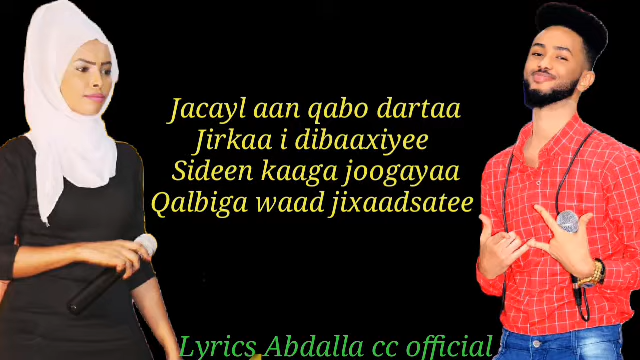 Jacayl aan qabo dartaa
Jirkaa i dibaaxiyee
Sideen kaaga joogayaa
Qalbiga waad jixaadsatee
Lyrics Abdalla cc official